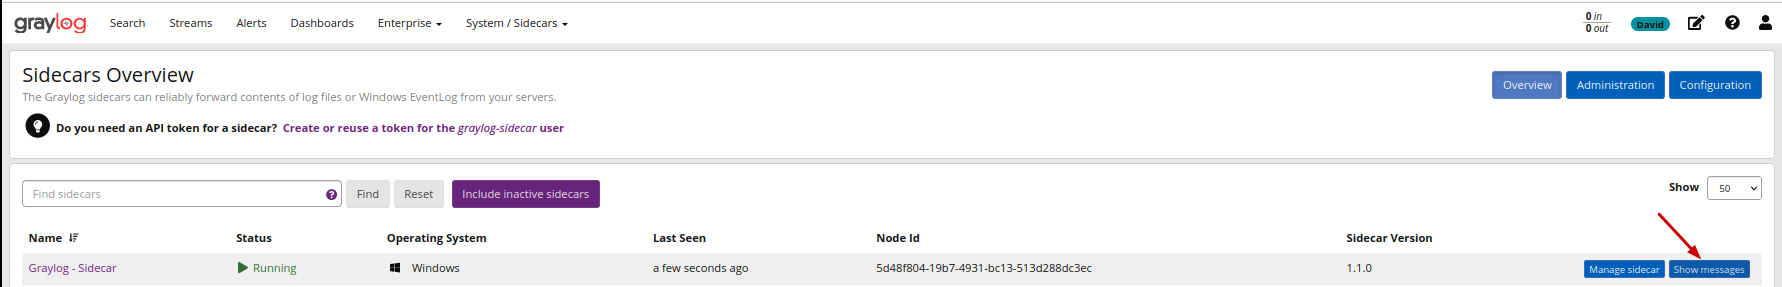 graylog Search Streams Alerts Dashboards Enterprise System / Sidecars 0 in David
0 out
Sidecars Overview
The Graylog sidecars can reliably forward contents of log files or Windows EventLog from your servers.
Overview Administration Configuration
Do you need an API token for a sidecar? Create or reuse a token for the graylog-sidecar user
Find sidecars ? Find Reset Include inactive sidecars Show 50
Name Status Operating System Last Seen Node Id Sidecar Version
Graylog - Sidecar Running Windows a few seconds ago 5d48f804-19b7-4931-bc13-513d288dc3ec 1.1.0 Manage sidecar Show messages